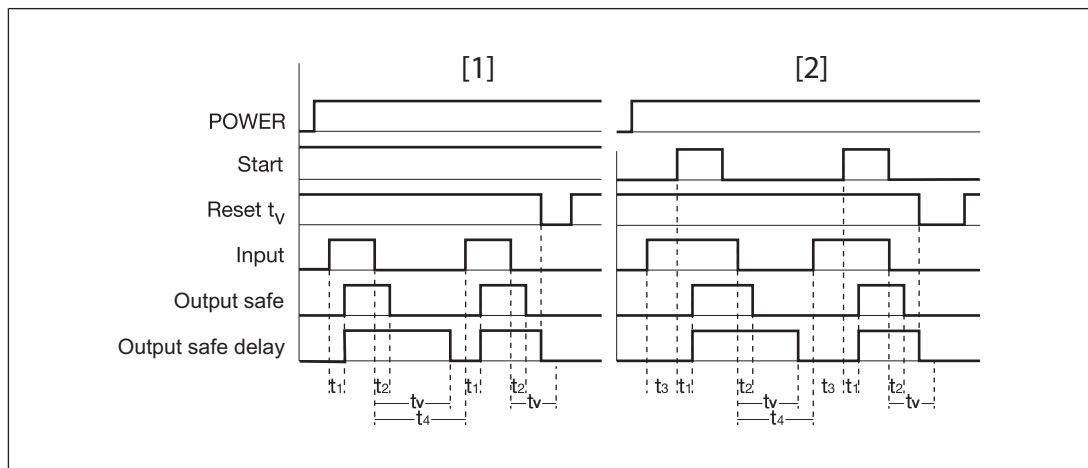 [1] [2]
POWER
Start
Reset tV
Input
Output safe
Output safe delay
t1 t2 t1 t2 t3 t1 t2 t3 t1 t2
tv tv tv tv
t4 t4